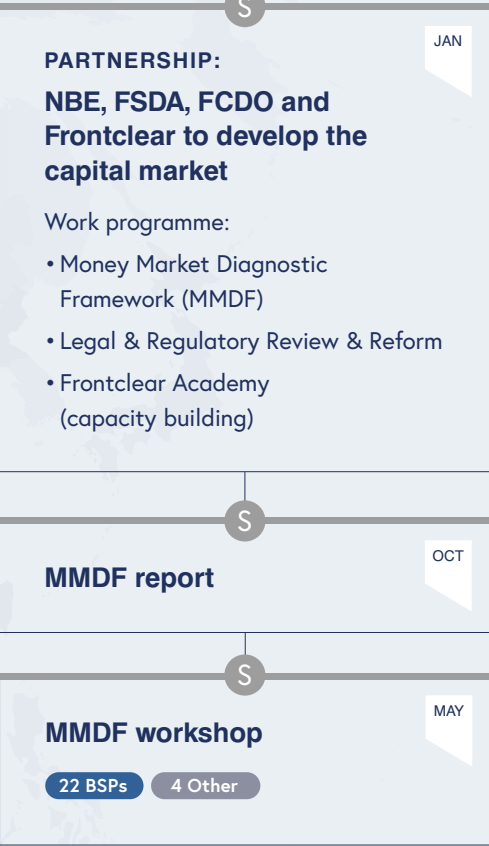 S
JAN
PARTNERSHIP:
NBE, FSDA, FCDO and
Frontclear to develop the
capital market
Work programme:
• Money Market Diagnostic
Framework (MMDF)
• Legal & Regulatory Review & Reform
• Frontclear Academy
(capacity building)
S
OCT
MMDF report
S
MAY
MMDF workshop
22 BSPs 4 Other